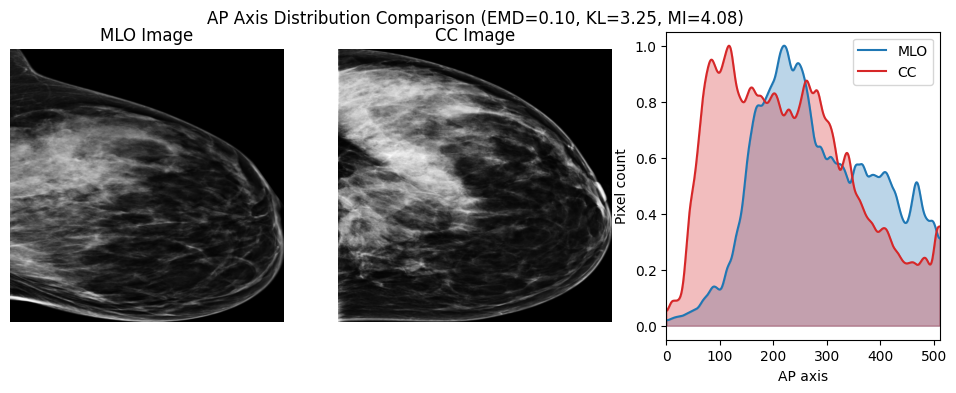 AP Axis Distribution Comparison (EMD=0.10, KL=3.25, MI=4.08)
MLO Image
CC Image
MLO
CC
Pixel count
1.0
0.8
0.6
0.4
0.2
0.0
0 100 200 300 400 500
AP axis